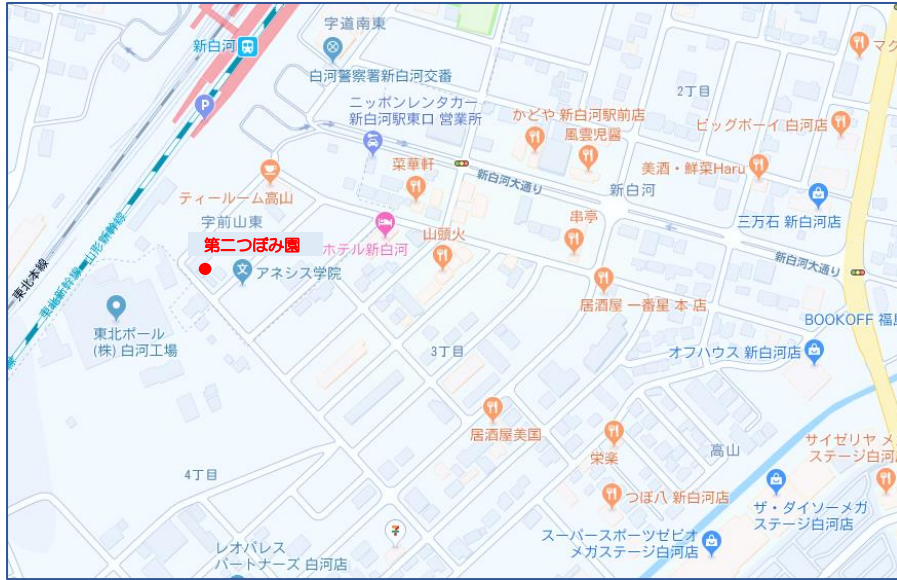 字道南東
新白河
白河警察署新白河交番
P
ニッポンレンタカー
新白河駅東口 営業所
かどや 新白河駅前店
風雲児
2丁目
マク
ビッグボーイ 白河店
菜華軒
新白河大通り
新白河
美酒・鮮菜Haru
三万石 新白河店
ティールーム高山
字前山東
第二つぼみ園
ホテル新白河
山頭火
串亭
新白河大通り
文
アネシス学院
東北本線
東北新幹線・山形新幹線
線
居酒屋 一番星 本 店
BOOKOFF 福島
東北ポール
(株) 白河工場
3丁目
オフハウス 新白河店
居酒屋美国
栄楽
高山
サイゼリヤ メ
ステージ白河店
4丁目
つぼ八 新白河店
ザ・ダイソーメガ
ステージ白河店
スーパースポーツゼビオ
メガステージ白河店
7
レオパレス
パートナーズ 白河店